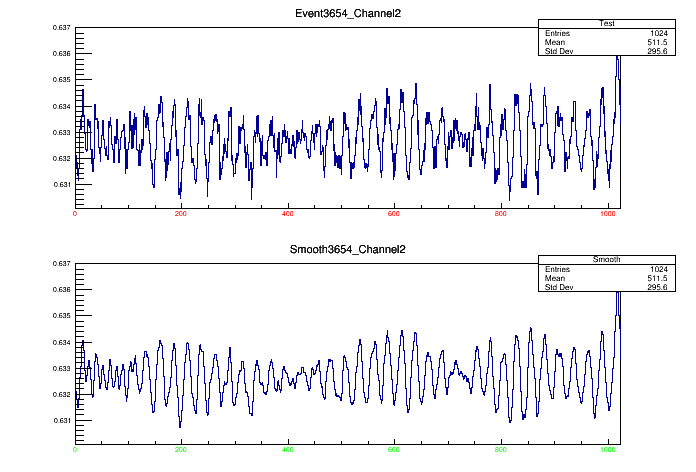 Event3654_Channel2
Test
Entries 1024
Mean 511.5
Std Dev 295.6
0.637
0.636
0.635
0.634
0.633
0.632
0.631
0 200 400 600 800 1000
Smooth3654_Channel2
Smooth
Entries 1024
Mean 511.5
Std Dev 295.6
0.637
0.636
0.635
0.634
0.633
0.632
0.631
0 200 400 600 800 1000